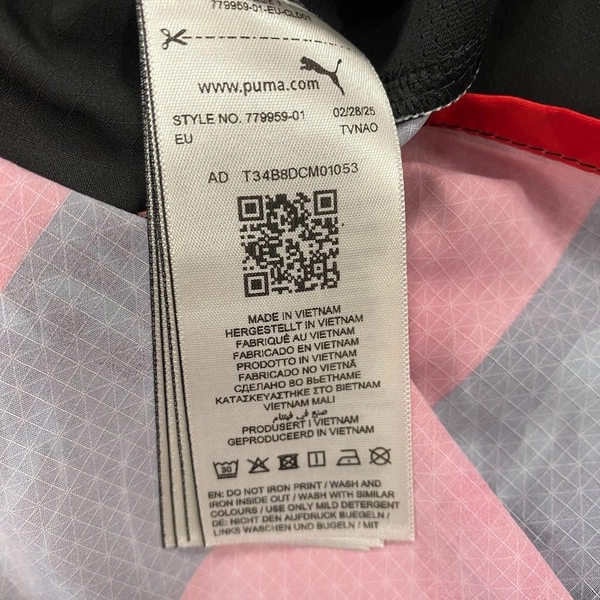 779959-01-EU-CLD01
www.puma.com
STYLE NO. 779959-01 02/28/25
EU TVNAO
AD T34B8DCM01053
MADE IN VIETNAM
HERGESTELLT IN VIETNAM
FABRIQUÉ AU VIETNAM
FABRICADO EN VIETNAM
PRODOTTO IN VIETNAM
FABRICADO NO VIETNÃ
СДЕЛАНО ВО ВЬЕТНАМЕ
ΚΑΤΑΣΚΕΥΑΣΤΗΚΕ ΣΤΟ ΒΙΕΤΝΑΜ
VIETNAM MALI
صنع في فيتنام
PRODUSERT I VIETNAM
GEPRODUCEERD IN VIETNAM
30
EN: DO NOT IRON PRINT / WASH AND
IRON INSIDE OUT / WASH WITH SIMILAR
COLOURS / USE ONLY MILD DETERGENT
DE: NICHT DEN AUFDRUCK BUEGELN /
LINKS WASCHEN UND BUGELN / MIT